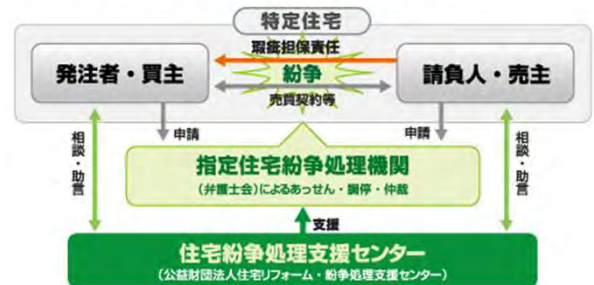 特定住宅
瑕疵担保責任
発注者・買主
紛争
請負人・売主
売買契約等
申請
申請
相談・助言
指定住宅紛争処理機関
(弁護士会)によるあっせん・調停・仲裁
相談・助言
支援
住宅紛争処理支援センター
(公益財団法人住宅リフォーム・紛争処理支援センター)